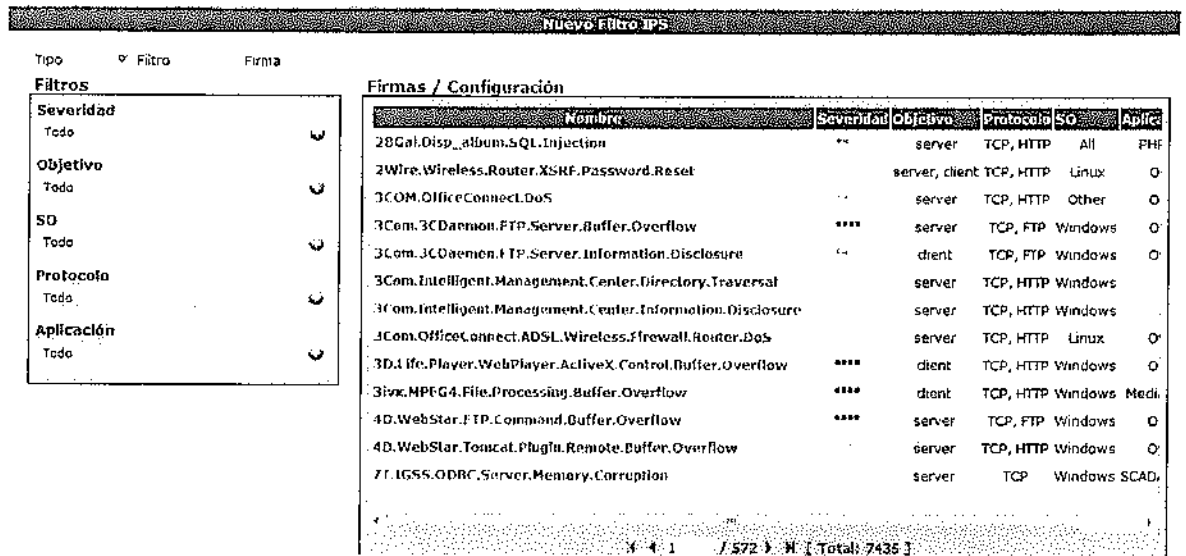 Nuevo Filtro IPS
Tipo Filtro Firma
Filtros
Severidad
Todo
Objetivo
Todo
SO
Todo
Protocolo
Todo
Aplicación
Todo
Firmas / Configuración
Nombre Severidad Objetivo Protocolo SO Aplica
28Gal.Disp_album.SQL.Injection ** server TCP, HTTP All PHF
2Wire.Wireless.Router.XSRF.Password.Reset server, client TCP, HTTP Linux O
3COM.OfficeConnect.DoS server TCP, HTTP Other O
3Com.3CDaemon.FTP.Server.Buffer.Overflow **** server TCP, FTP Windows O
3Com.3CDaemon.FTP.Server.Information.Disclosure client TCP, FTP Windows O
3Com.Intelligent.Management.Center.Directory.Traversal server TCP, HTTP Windows
3Com.Intelligent.Management.Center.Information.Disclosure server TCP, HTTP Windows
3Com.OfficeConnect.ADSL.Wireless.Firewall.Router.DoS server TCP, HTTP Linux O
3D.Life.Player.WebPlayer.ActiveX.Control.Buffer.Overflow **** client TCP, HTTP Windows O
3ivx.MPEG4.File.Processing.Buffer.Overflow **** client TCP, HTTP Windows Medi
4D.WebStar.FTP.Command.Buffer.Overflow **** server TCP, FTP Windows O
4D.WebStar.Tomcat.Plugin.Remote.Buffer.Overflow server TCP, HTTP Windows O
7T.IGSS.ODBC.Server.Memory.Corruption server TCP Windows SCAD
1 / 572 [ Total: 7435 ]